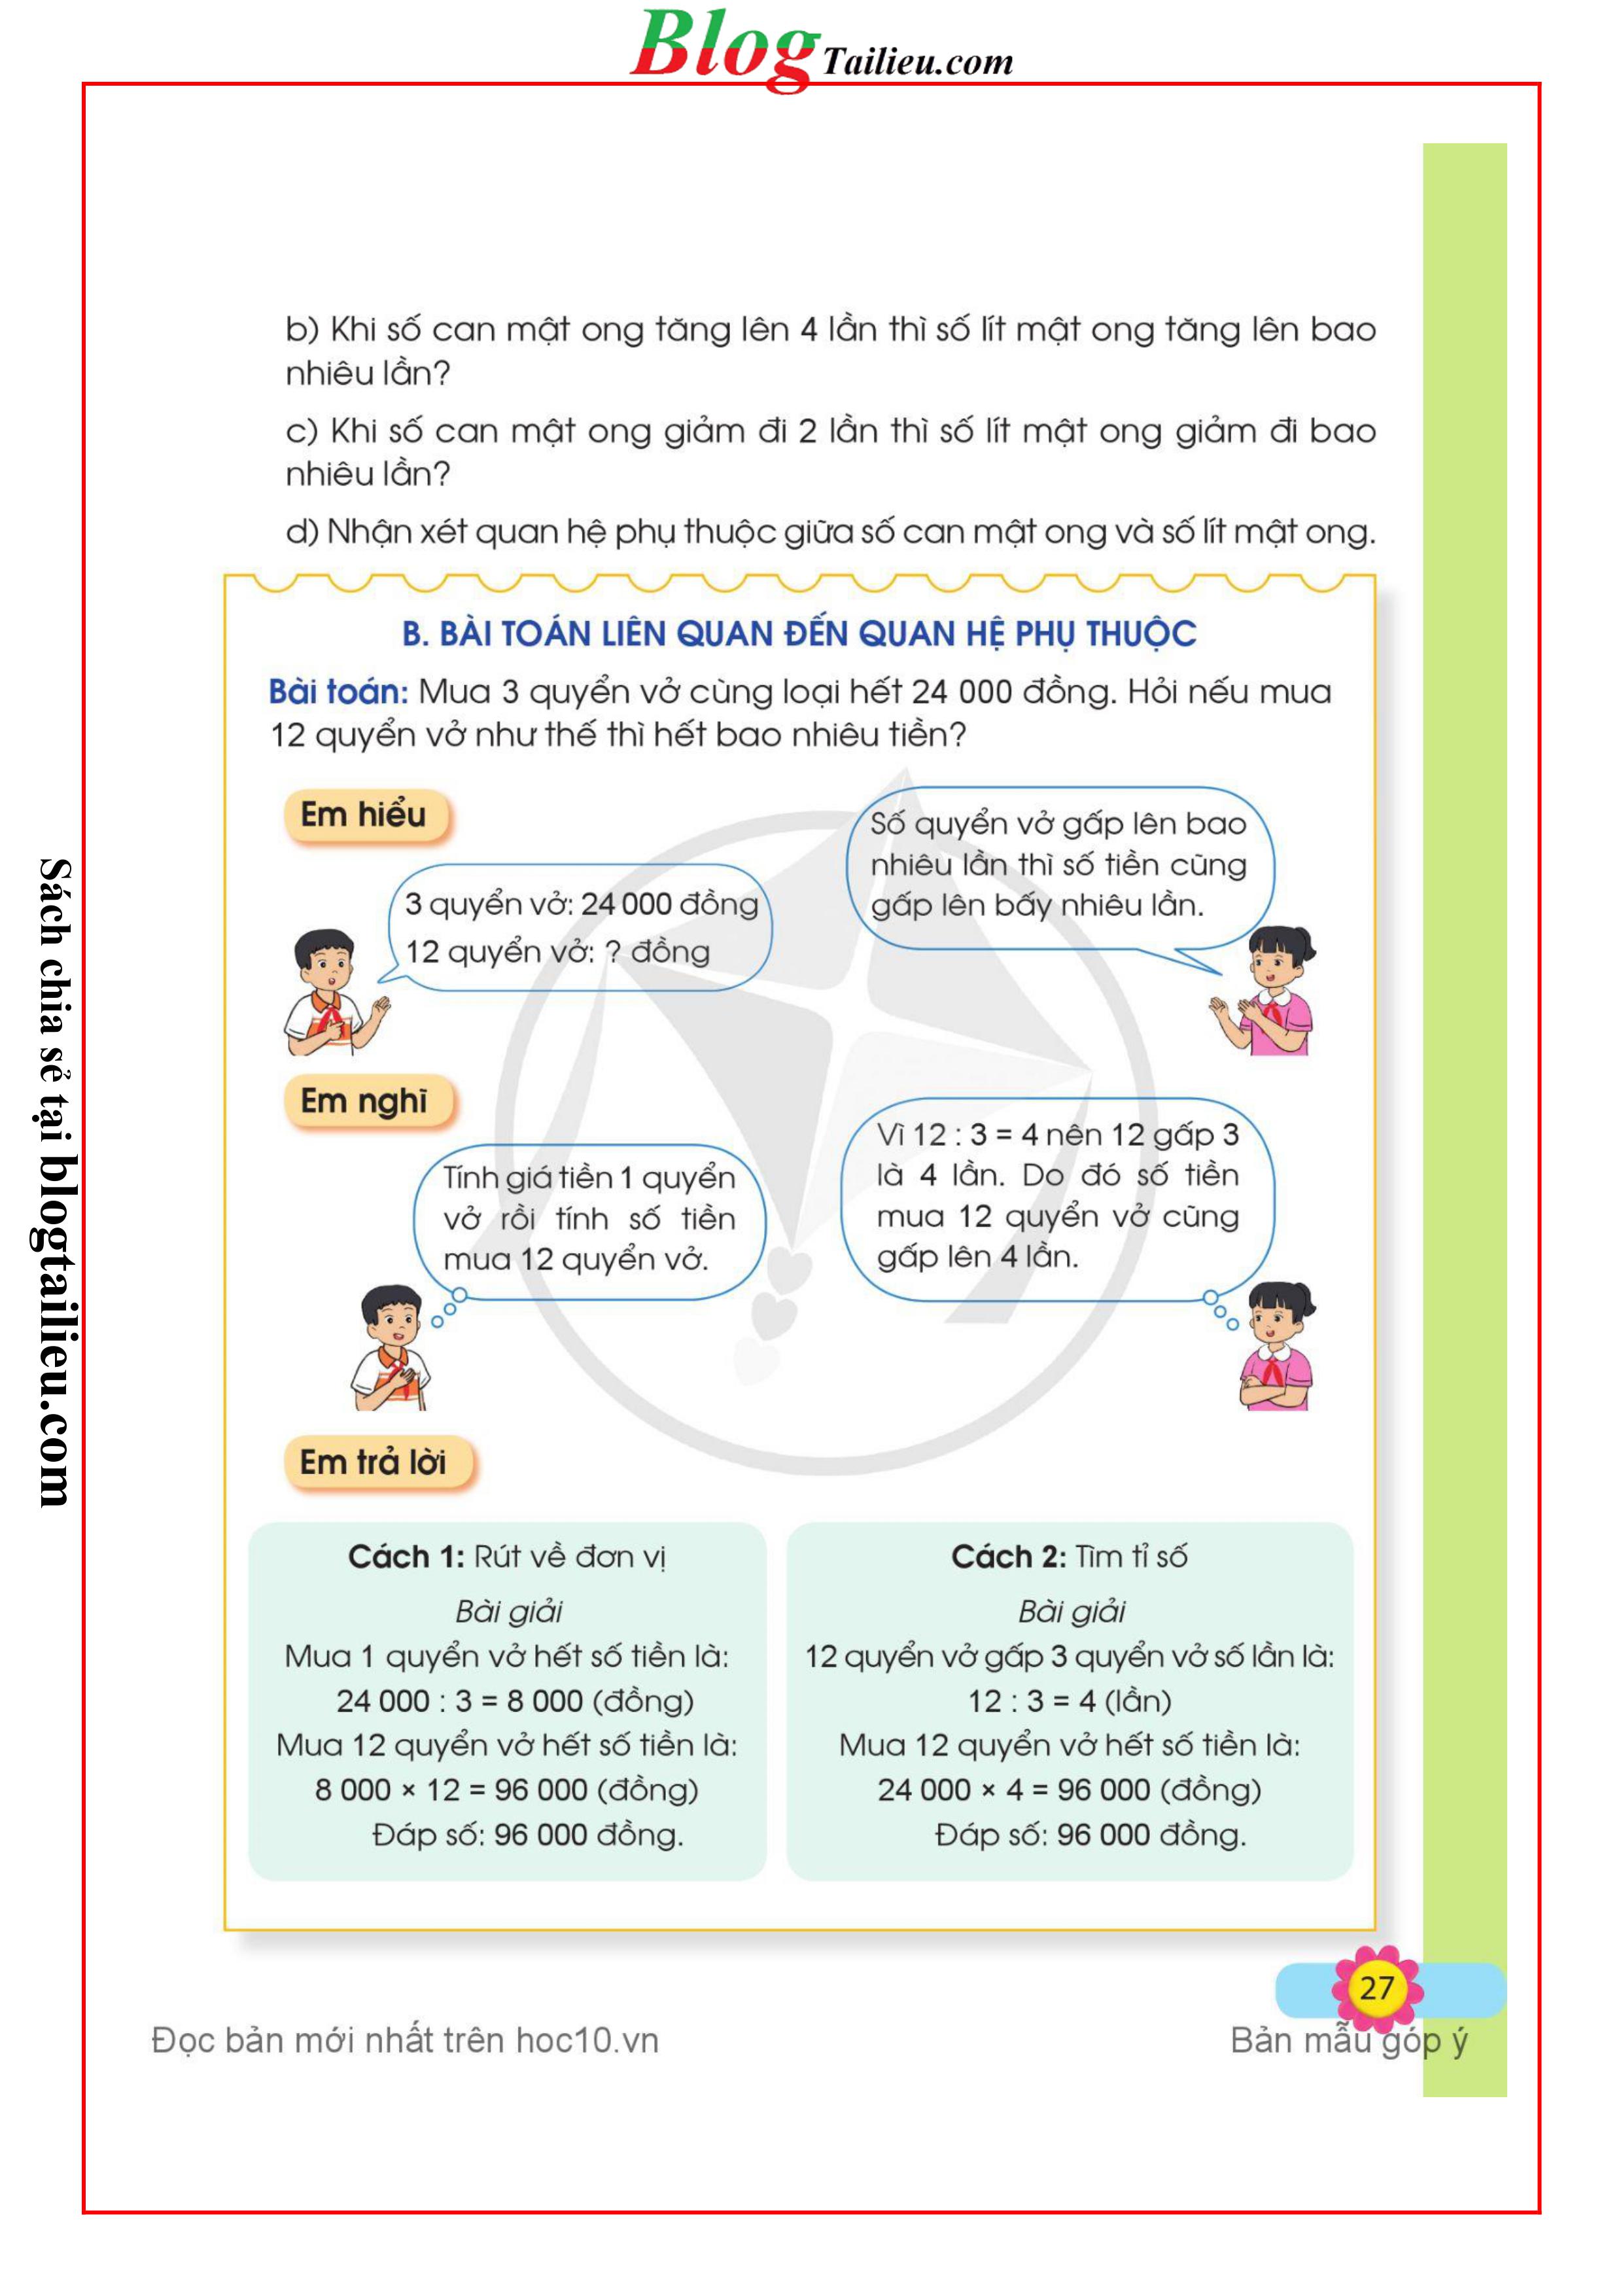 Blog Tailieu.com
b) Khi số can mật ong tăng lên 4 lần thì số lít mật ong tăng lên bao
nhiêu lần?
c) Khi số can mật ong giảm đi 2 lần thì số lít mật ong giảm đi bao
nhiêu lần?
d) Nhận xét quan hệ phụ thuộc giữa số can mật ong và số lít mật ong.
B. BÀI TOÁN LIÊN QUAN ĐẾN QUAN HỆ PHỤ THUỘC
Bài toán: Mua 3 quyển vở cùng loại hết 24 000 đồng. Hỏi nếu mua
12 quyển vở như thế thì hết bao nhiêu tiền?
Em hiểu
3 quyển vở: 24 000 đồng
12 quyển vở: ? đồng
Số quyển vở gấp lên bao
nhiêu lần thì số tiền cũng
gấp lên bấy nhiêu lần.
Em nghĩ
Tính giá tiền 1 quyển
vở rồi tính số tiền
mua 12 quyển vở.
Vì 12 : 3 = 4 nên 12 gấp 3
là 4 lần. Do đó số tiền
mua 12 quyển vở cũng
gấp lên 4 lần.
Em trả lời
Cách 1: Rút về đơn vị
Bài giải
Mua 1 quyển vở hết số tiền là:
24 000 : 3 = 8 000 (đồng)
Mua 12 quyển vở hết số tiền là:
8 000 × 12 = 96 000 (đồng)
Đáp số: 96 000 đồng.
Cách 2: Tìm tỉ số
Bài giải
12 quyển vở gấp 3 quyển vở số lần là:
12 : 3 = 4 (lần)
Mua 12 quyển vở hết số tiền là:
24 000 × 4 = 96 000 (đồng)
Đáp số: 96 000 đồng.
27
Đọc bản mới nhất trên hoc10.vn
Bản mẫu góp ý
Sách chia sẻ tại blogtailieu.com